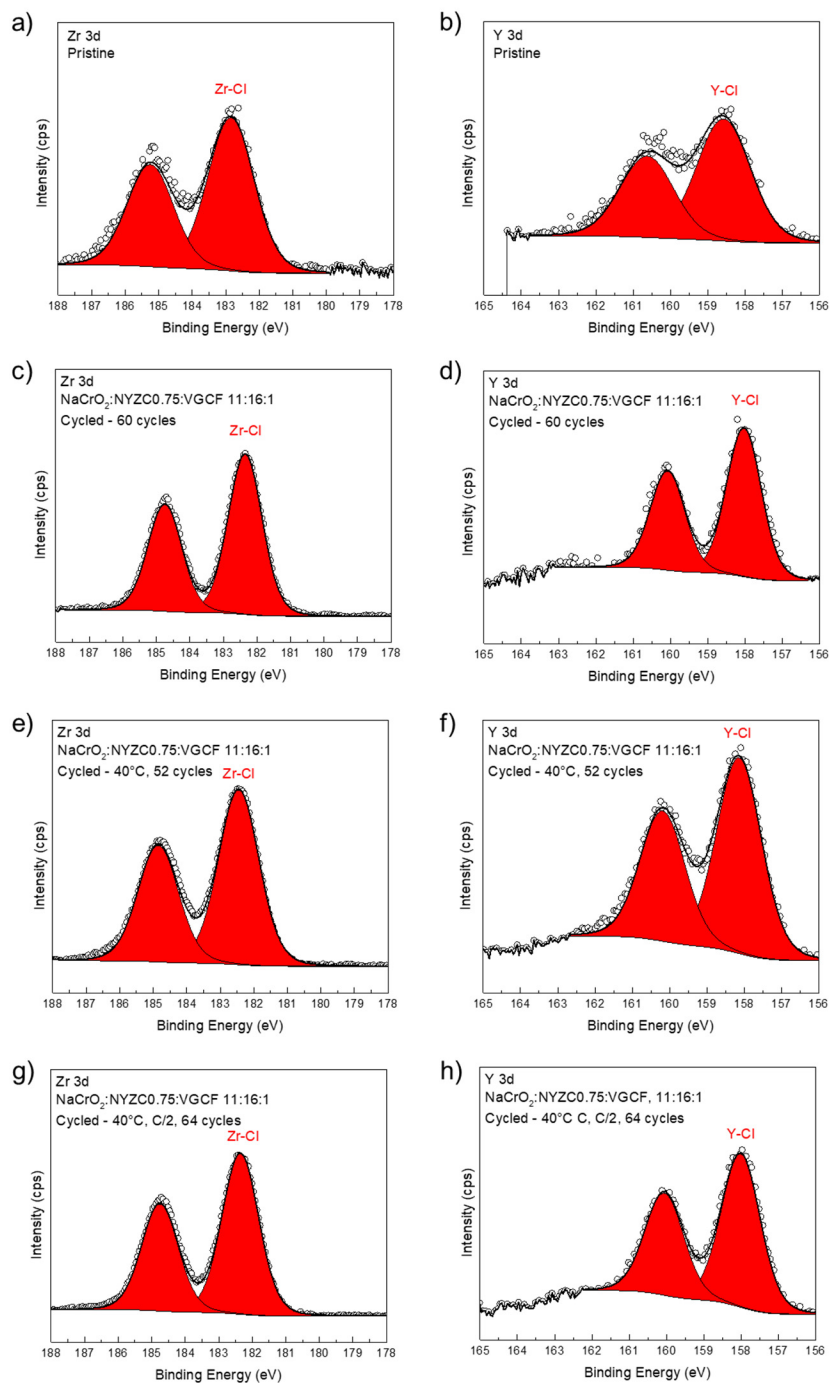 a)
Zr 3d
Pristine
Zr-Cl
Intensity (cps)
188 187 186 185 184 183 182 181 180 179 178
Binding Energy (eV)
b)
Y 3d
Pristine
Y-Cl
Intensity (cps)
165 164 163 162 161 160 159 158 157 156
Binding Energy (eV)
c)
Zr 3d
NaCrO₂:NYZC0.75:VGCF 11:16:1
Cycled - 60 cycles
Zr-Cl
Intensity (cps)
188 187 186 185 184 183 182 181 180 179 178
Binding Energy (eV)
d)
Y 3d
NaCrO₂:NYZC0.75:VGCF 11:16:1
Cycled - 60 cycles
Y-Cl
Intensity (cps)
165 164 163 162 161 160 159 158 157 156
Binding Energy (eV)
e)
Zr 3d
NaCrO₂:NYZC0.75:VGCF 11:16:1
Cycled - 40°C, 52 cycles
Zr-Cl
Intensity (cps)
188 187 186 185 184 183 182 181 180 179 178
Binding Energy (eV)
f)
Y 3d
NaCrO₂:NYZC0.75:VGCF 11:16:1
Cycled - 40°C, 52 cycles
Y-Cl
Intensity (cps)
165 164 163 162 161 160 159 158 157 156
Binding Energy (eV)
g)
Zr 3d
NaCrO₂:NYZC0.75:VGCF 11:16:1
Cycled - 40°C, C/2, 64 cycles
Zr-Cl
Intensity (cps)
188 187 186 185 184 183 182 181 180 179 178
Binding Energy (eV)
h)
Y 3d
NaCrO₂:NYZC0.75:VGCF, 11:16:1
Cycled - 40°C C, C/2, 64 cycles
Y-Cl
Intensity (cps)
165 164 163 162 161 160 159 158 157 156
Binding Energy (eV)